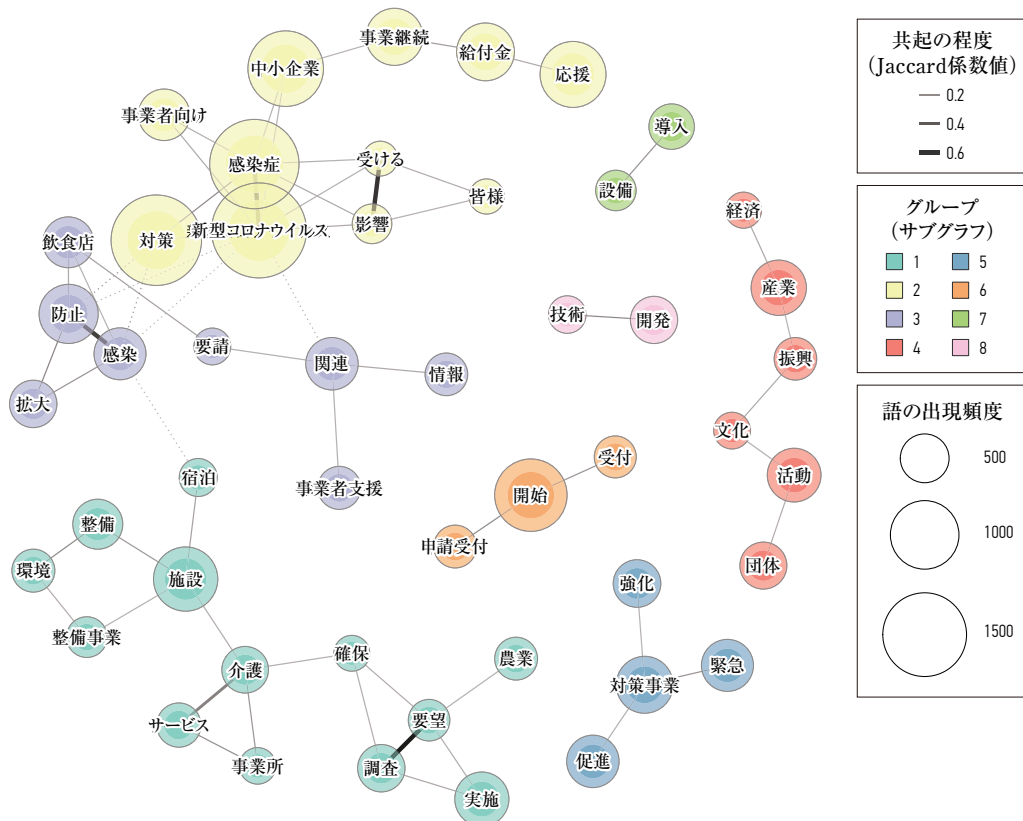 事業継続
中小企業
給付金
応援
事業者向け
導入
感染症
受ける
設備
皆様
経済
影響
新型コロナウイルス
対策
飲食店
産業
防止
技術
開発
感染
要請
関連
情報
振興
拡大
文化
受付
宿泊
事業者支援
開始
活動
整備
申請受付
環境
施設
団体
強化
整備事業
確保
農業
介護
対策事業
緊急
サービス
要望
事業所
調査
促進
実施
共起の程度
(Jaccard係数値)
0.2
0.4
0.6
グループ
(サブグラフ)
1
5
2
6
3
7
4
8
語の出現頻度
500
1000
1500